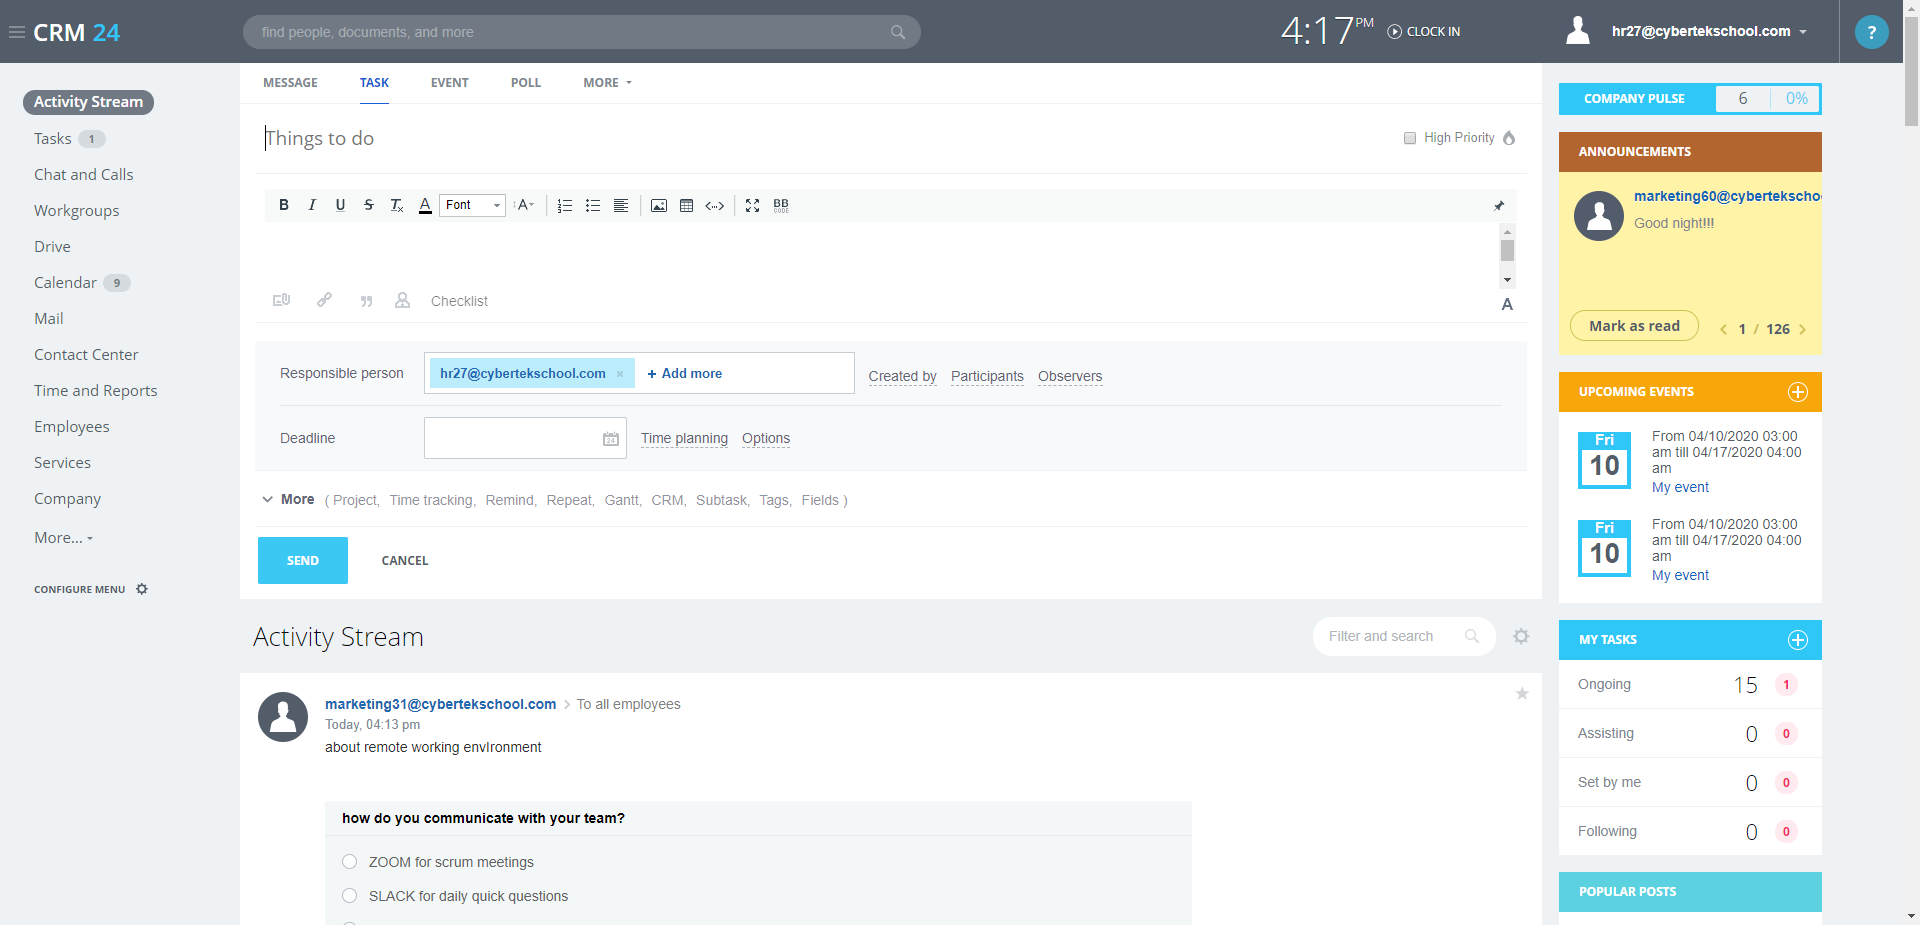 CRM 24
find people, documents, and more
4:17 PM
CLOCK IN
hr27@cybertekschool.com
?
Activity Stream
Tasks 1
Chat and Calls
Workgroups
Drive
Calendar 9
Mail
Contact Center
Time and Reports
Employees
Services
Company
More...
CONFIGURE MENU
MESSAGE TASK EVENT POLL MORE
Things to do
High Priority
B I U S Tx A Font A BB CODE
Checklist
A
Responsible person hr27@cybertekschool.com × + Add more Created by Participants Observers
Deadline 24 Time planning Options
More ( Project, Time tracking, Remind, Repeat, Gantt, CRM, Subtask, Tags, Fields )
SEND CANCEL
Activity Stream
Filter and search
marketing31@cybertekschool.com > To all employees
Today, 04:13 pm
about remote working envIronment
how do you communicate with your team?
ZOOM for scrum meetings
SLACK for daily quick questions
COMPANY PULSE 6 0%
ANNOUNCEMENTS
marketing60@cybertekscho
Good night!!!
Mark as read < 1 / 126 >
UPCOMING EVENTS
Fri
10
From 04/10/2020 03:00
am till 04/17/2020 04:00
am
My event
Fri
10
From 04/10/2020 03:00
am till 04/17/2020 04:00
am
My event
MY TASKS
Ongoing 15 1
Assisting 0 0
Set by me 0 0
Following 0 0
POPULAR POSTS